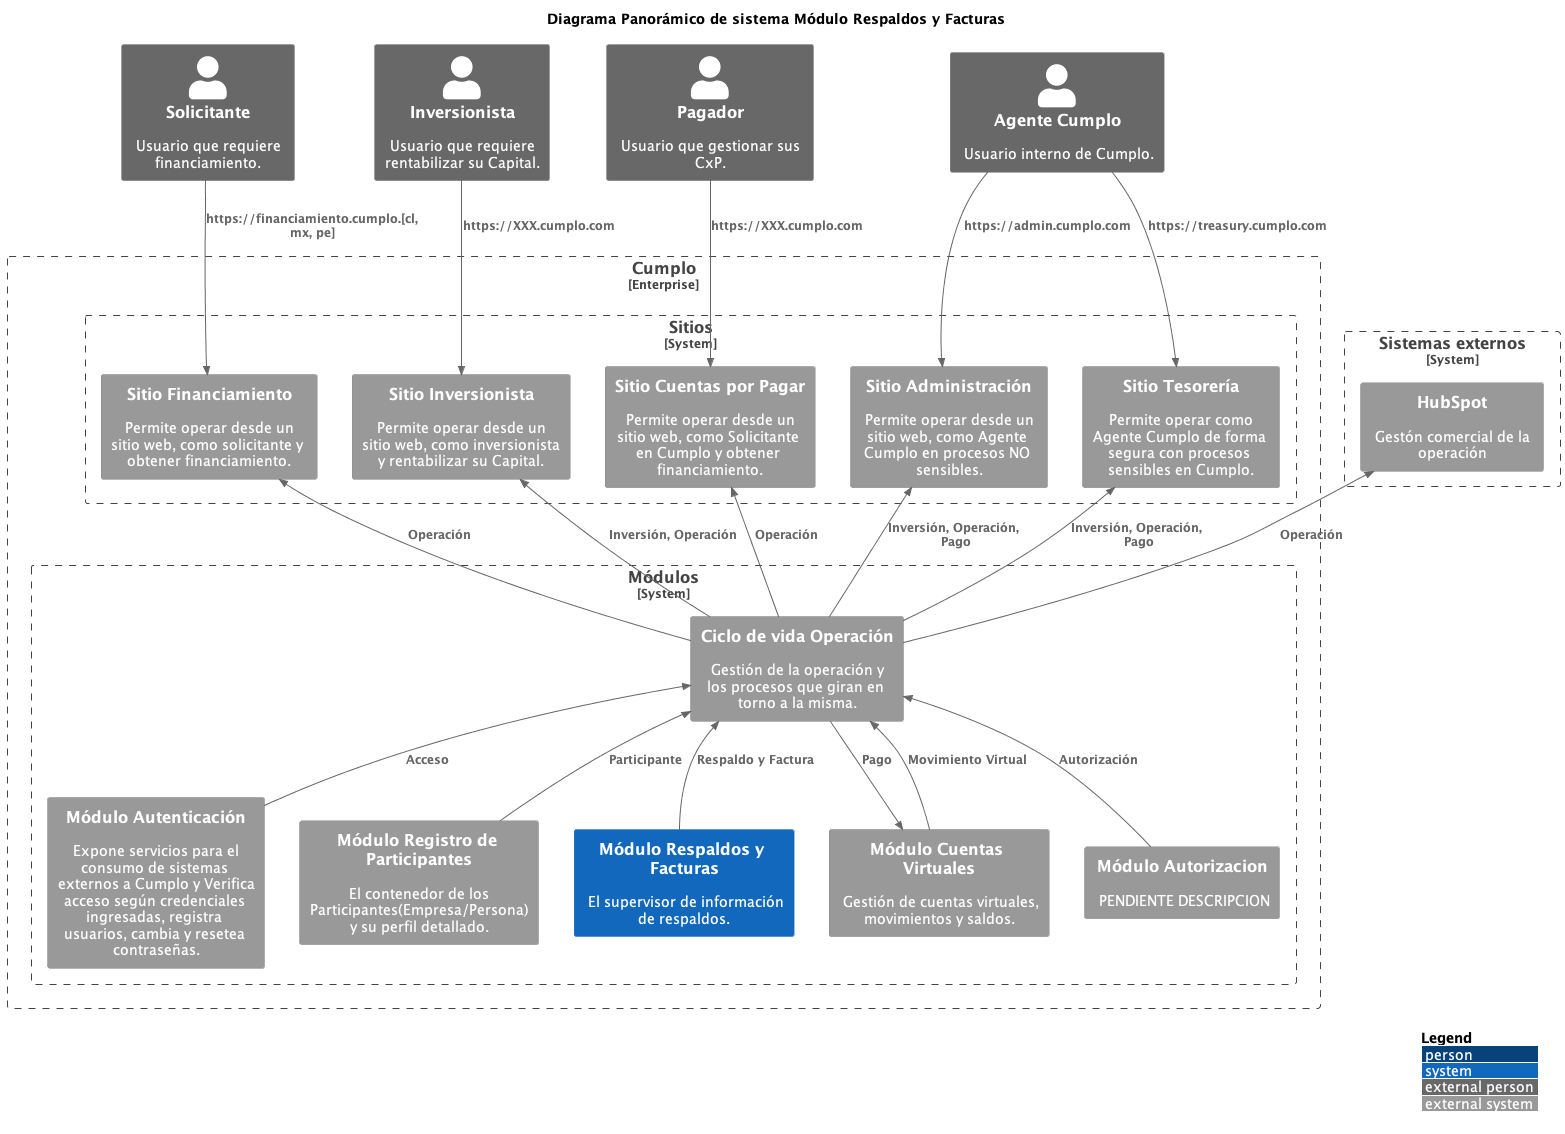 Diagrama Panorámico de sistema Módulo Respaldos y Facturas
Solicitante
Usuario que requiere
financiamiento.
Inversionista
Usuario que requiere
rentabilizar su Capital.
Pagador
Usuario que gestionar sus
CxP.
Agente Cumplo
Usuario interno de Cumplo.
https://financiamiento.cumplo.[cl,
mx, pe]
https://XXX.cumplo.com
https://XXX.cumplo.com
https://admin.cumplo.com
https://treasury.cumplo.com
Cumplo
[Enterprise]
Sitios
[System]
Sistemas externos
[System]
Sitio Financiamiento
Permite operar desde un
sitio web, como solicitante y
obtener financiamiento.
Sitio Inversionista
Permite operar desde un
sitio web, como inversionista
y rentabilizar su Capital.
Sitio Cuentas por Pagar
Permite operar desde un
sitio web, como Solicitante
en Cumplo y obtener
financiamiento.
Sitio Administración
Permite operar desde un
sitio web, como Agente
Cumplo en procesos NO
sensibles.
Sitio Tesorería
Permite operar como
Agente Cumplo de forma
segura con procesos
sensibles en Cumplo.
HubSpot
Gestón comercial de la
operación
Operación
Inversión, Operación
Operación
Inversión, Operación,
Pago
Inversión, Operación,
Pago
Operación
Módulos
[System]
Ciclo de vida Operación
Gestión de la operación y
los procesos que giran en
torno a la misma.
Acceso
Participante
Respaldo y Factura
Pago
Movimiento Virtual
Autorización
Módulo Autenticación
Expone servicios para el
consumo de sistemas
externos a Cumplo y Verifica
acceso según credenciales
ingresadas, registra
usuarios, cambia y resetea
contraseñas.
Módulo Registro de
Participantes
El contenedor de los
Participantes(Empresa/Persona)
y su perfil detallado.
Módulo Respaldos y
Facturas
El supervisor de información
de respaldos.
Módulo Cuentas
Virtuales
Gestión de cuentas virtuales,
movimientos y saldos.
Módulo Autorizacion
PENDIENTE DESCRIPCION
Legend
person
system
external person
external system